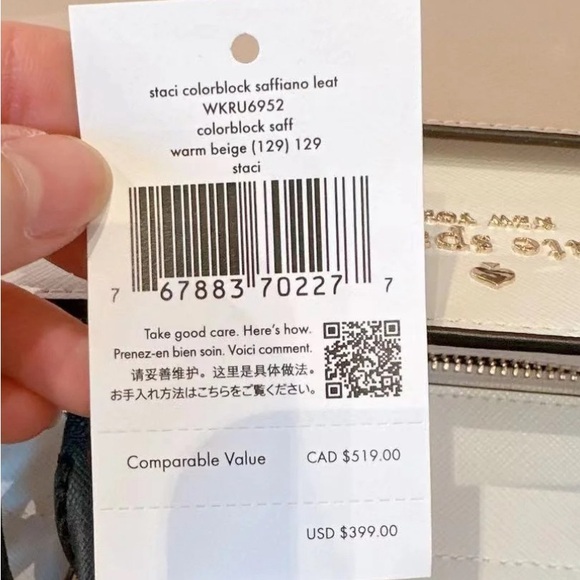 staci colorblock saffiano leat
WKRU6952
colorblock saff
warm beige (129) 129
staci
7 67883 70227 7
Take good care. Here's how.
Prenez-en bien soin. Voici comment.
请妥善维护。这里是具体做法。
お手入れ方法はこちらをご覧ください。
Comparable Value CAD $519.00
USD $399.00